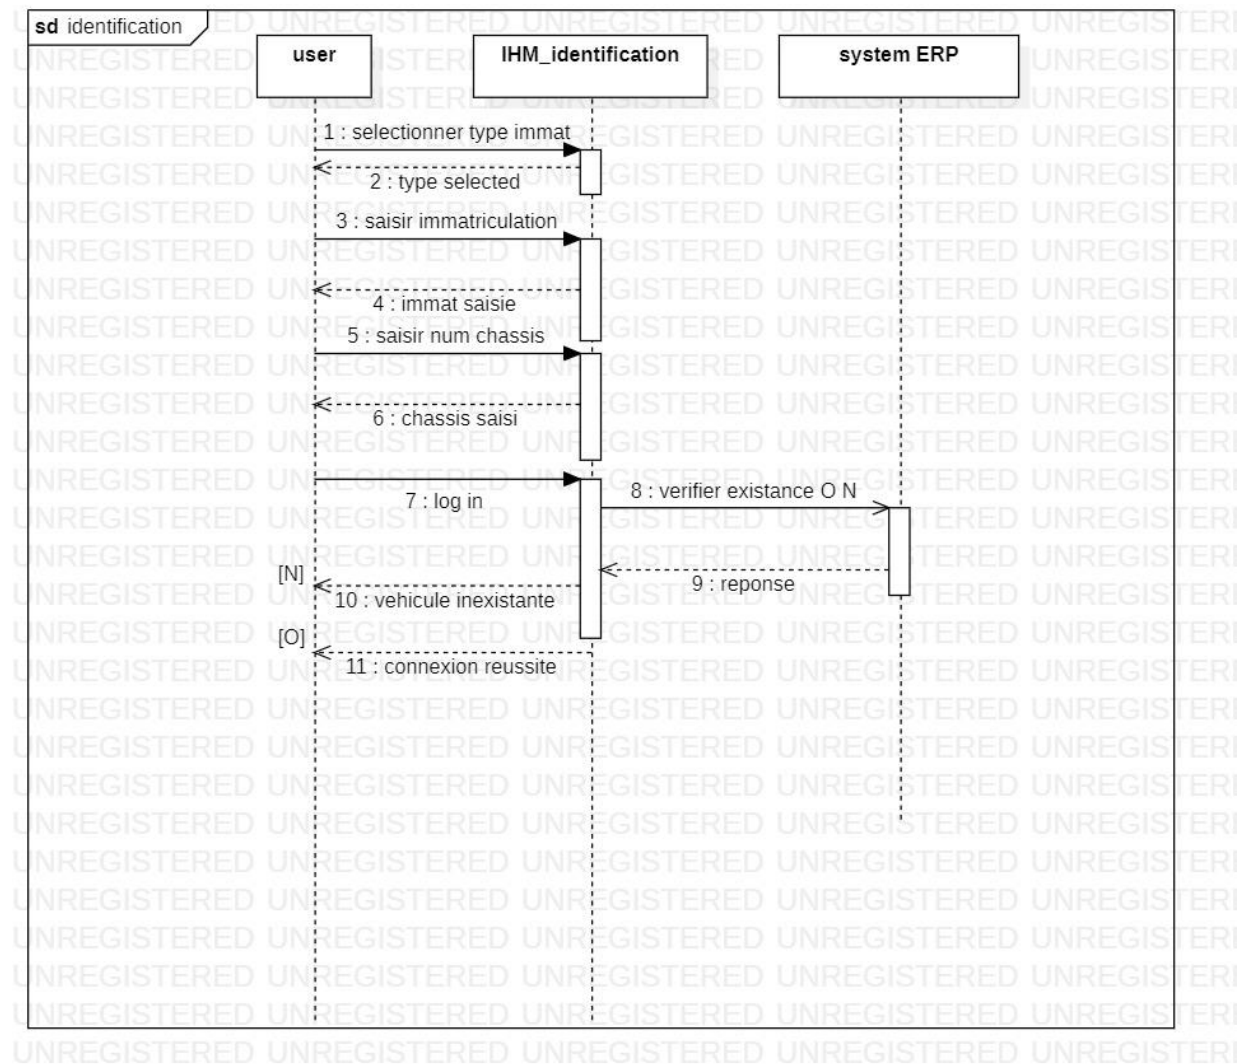 sd identification
user
IHM_identification
system ERP
1 : selectionner type immat
2 : type selected
3 : saisir immatriculation
4 : immat saisie
5 : saisir num chassis
6 : chassis saisi
7 : log in
8 : verifier existance O N
9 : reponse
[N]
10 : vehicule inexistante
[O]
11 : connexion reussite
UNREGISTERED